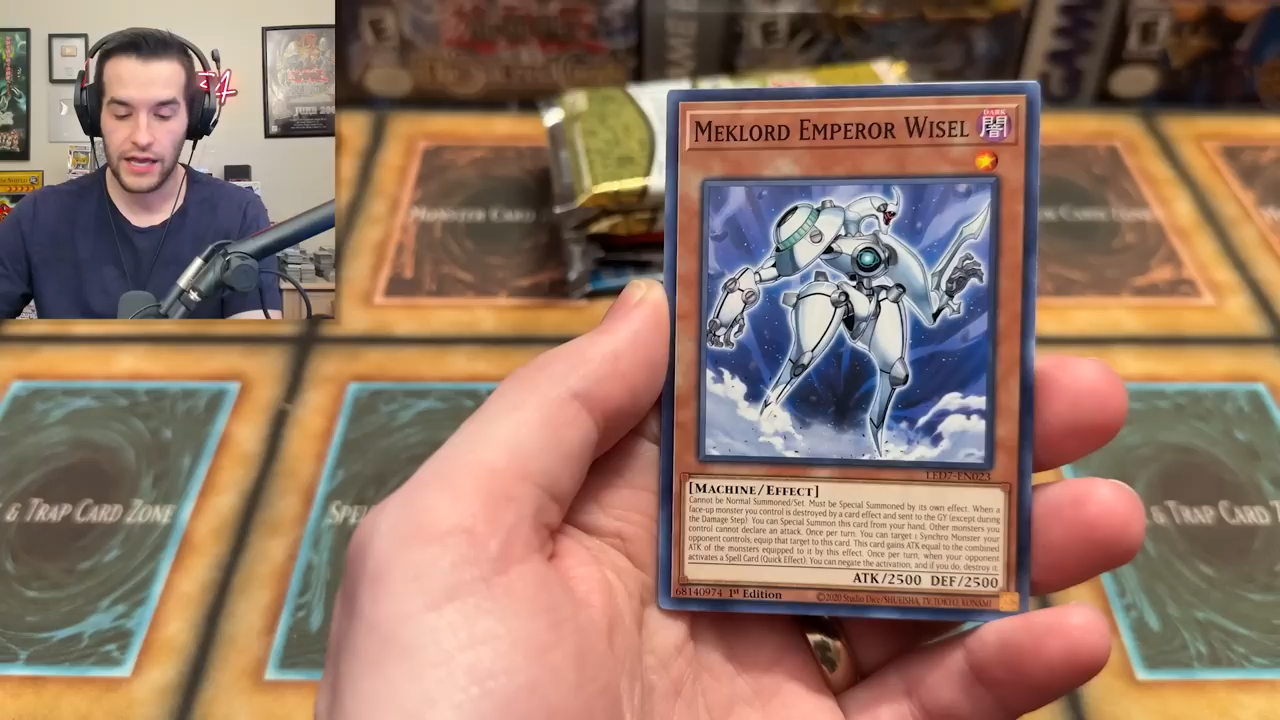 MEKLORD EMPEROR WISEL
DARK
闇
LED7-EN023
[MACHINE/EFFECT]
Cannot be Normal Summoned/Set. Must be Special Summoned by its own effect. When a
face-up monster you control is destroyed by a card effect and sent to the GY (except during
the Damage Step): You can Special Summon this card from your hand. Other monsters you
control cannot declare an attack. Once per turn: You can target 1 Synchro Monster your
opponent controls; equip that target to this card. This card gains ATK equal to the combined
ATK of the monsters equipped to it by this effect. Once per turn, when your opponent
activates a Spell Card (Quick Effect): You can negate the activation, and if you do, destroy it.
ATK/2500 DEF/2500
68140974 1st Edition ©2020 Studio Dice/SHUEISHA, TV TOKYO, KONAMI
MONSTER CARD
& TRAP CARD ZONE
SPE
& TRAP CARD